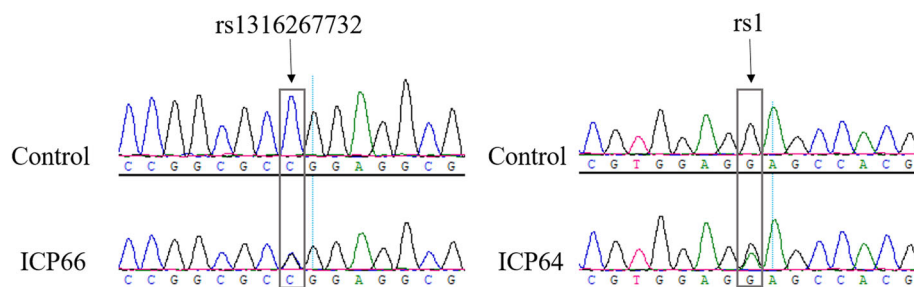 rs1316267732 rs1
Control C C G G C G C C G G A G G C G
Control C G T G G A G G A G C C A C G
ICP66 C C G G C G C C G G A G G C G
ICP64 C G T G G A G G A G C C A C G